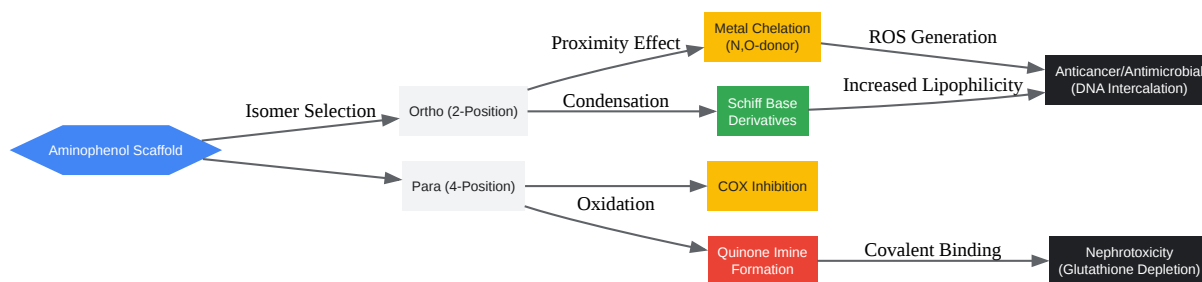 Aminophenol Scaffold
Isomer Selection
Ortho (2-Position)
Para (4-Position)
Proximity Effect
Condensation
Oxidation
Metal Chelation
(N,O-donor)
Schiff Base
Derivatives
COX Inhibition
Quinone Imine
Formation
ROS Generation
Increased Lipophilicity
Covalent Binding
Anticancer/Antimicrobial
(DNA Intercalation)
Nephrotoxicity
(Glutathione Depletion)